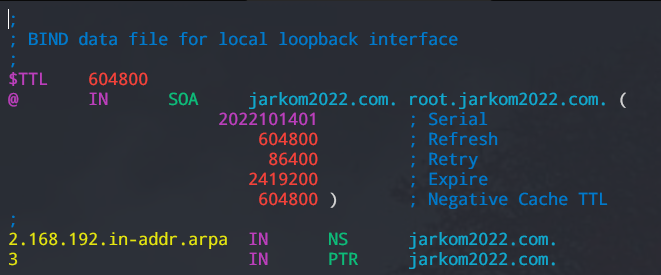 ;
; BIND data file for local loopback interface
;
$TTL    604800
@       IN      SOA     jarkom2022.com. root.jarkom2022.com. (
                     2022101401         ; Serial
                         604800         ; Refresh
                          86400         ; Retry
                        2419200         ; Expire
                         604800 )       ; Negative Cache TTL
;
2.168.192.in-addr.arpa  IN      NS      jarkom2022.com.
3                       IN      PTR     jarkom2022.com.